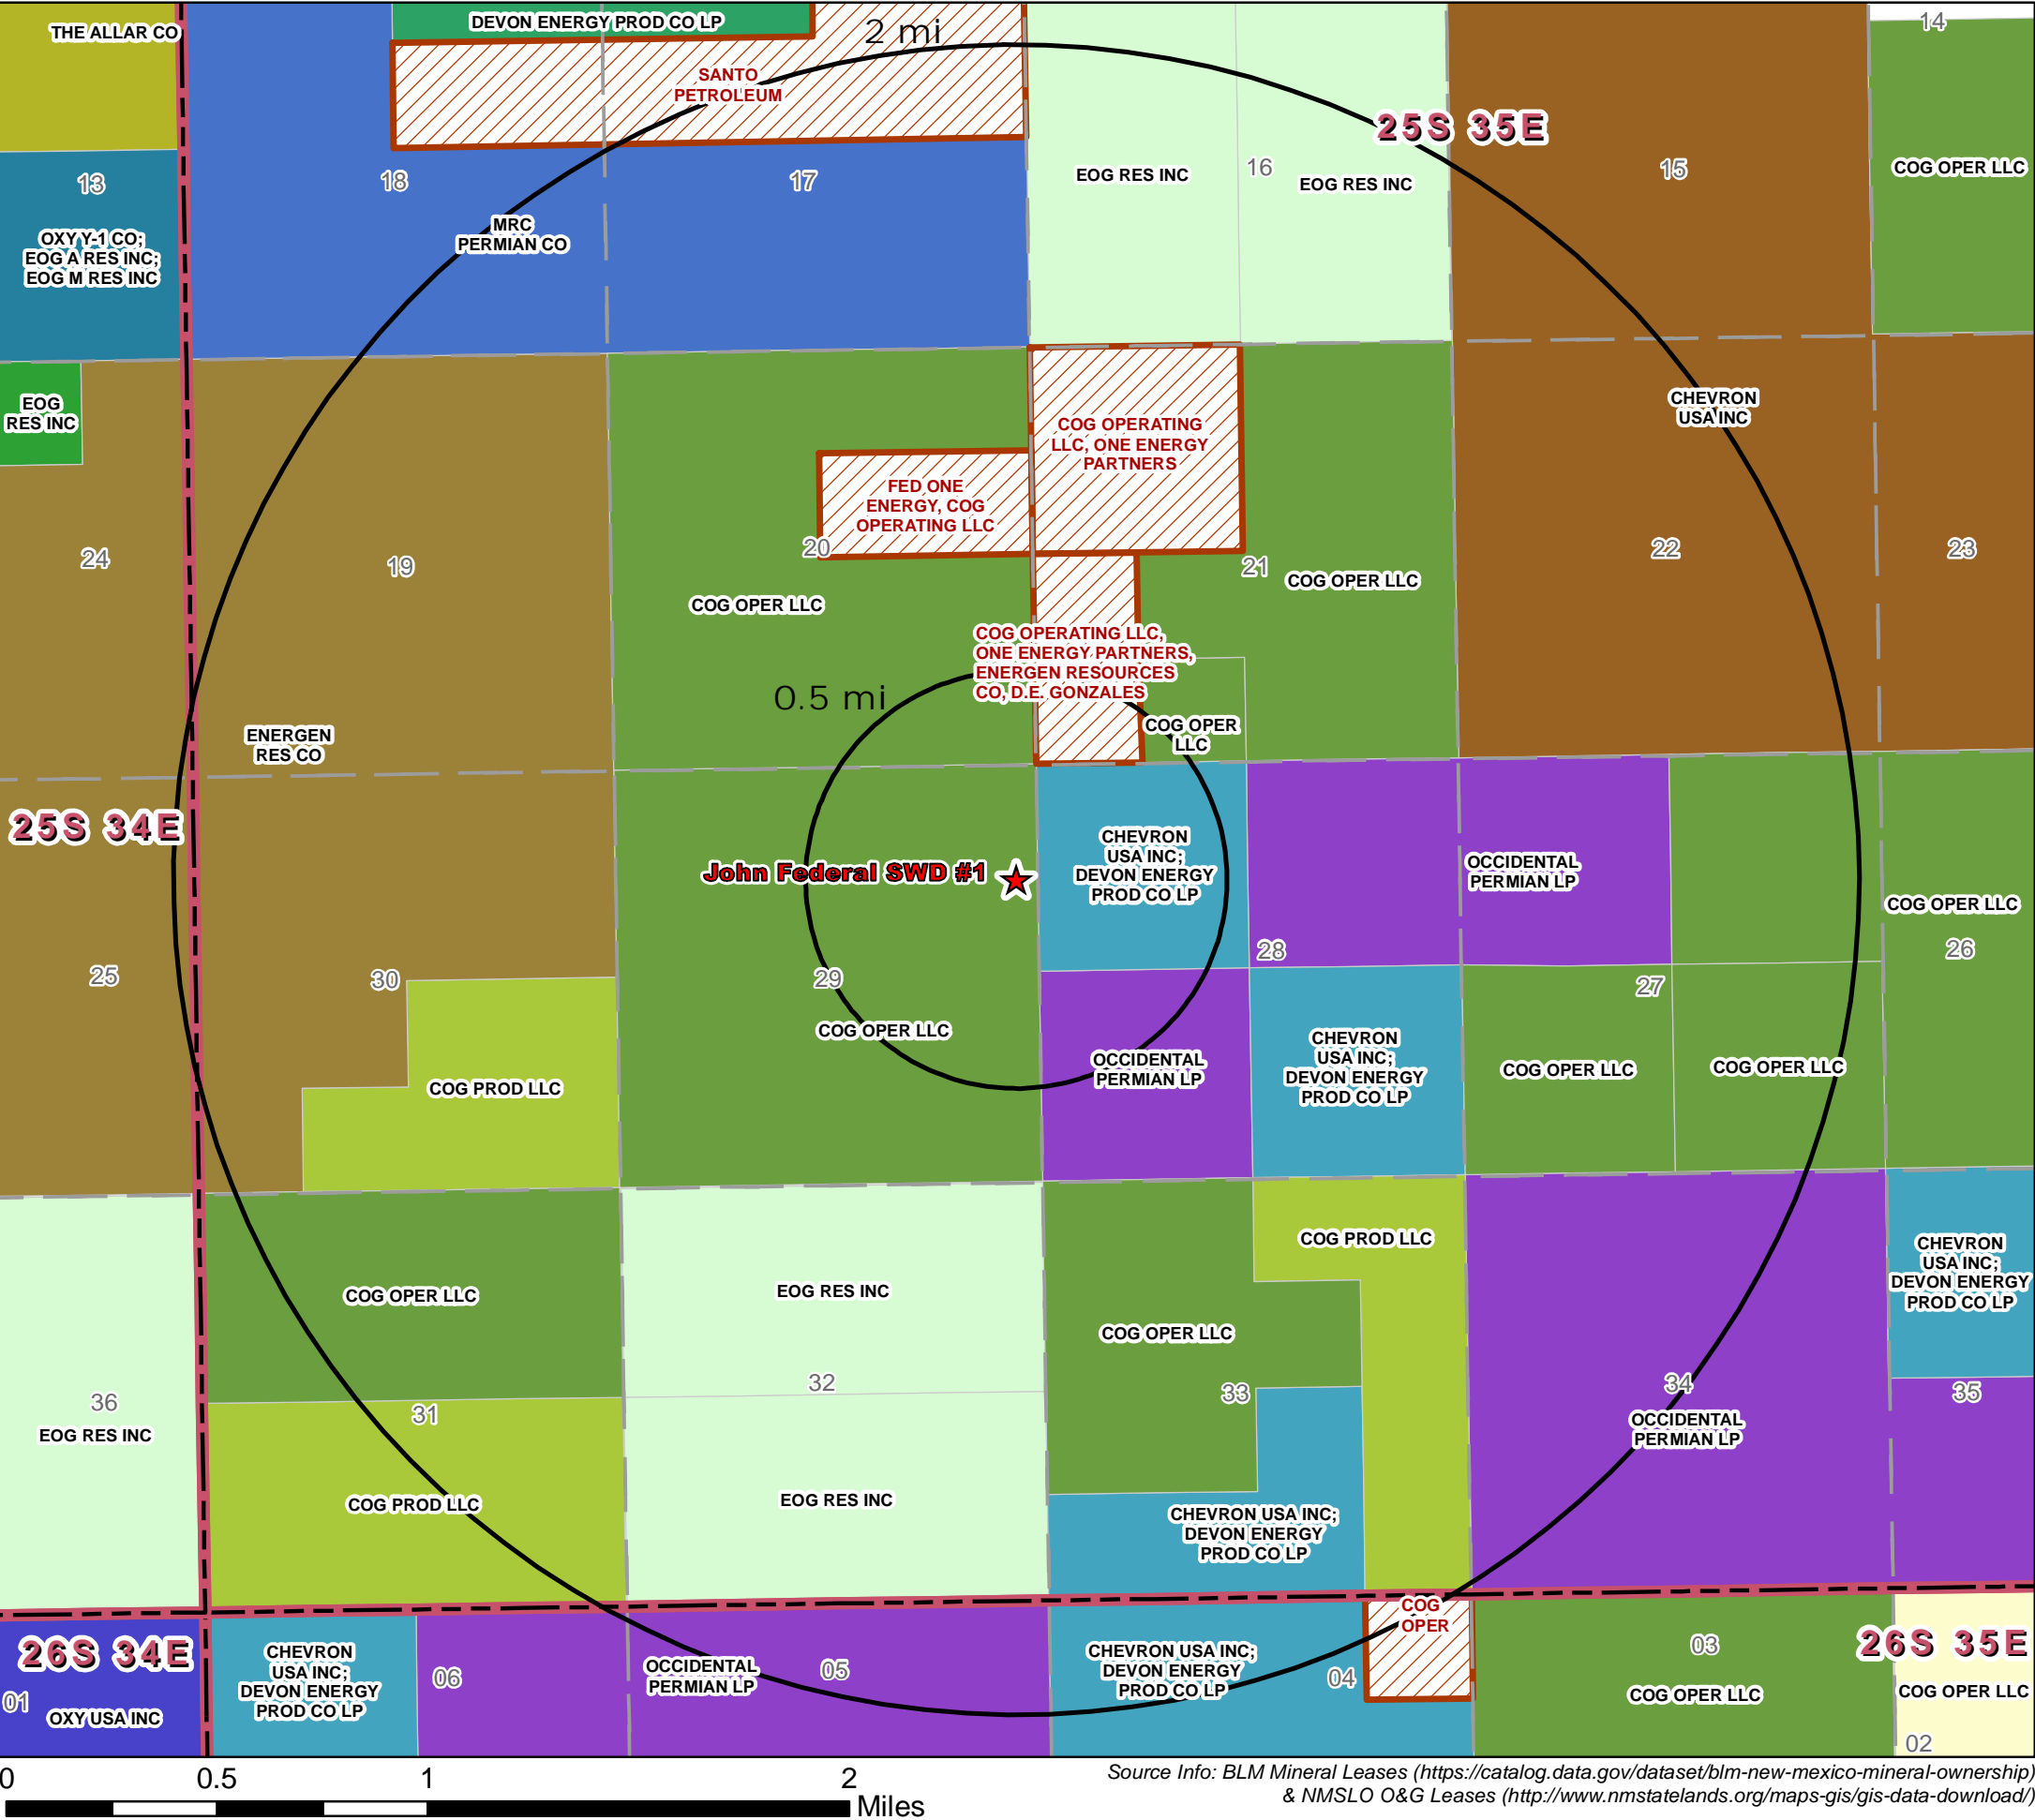 THE ALLAR CO
DEVON ENERGY PROD CO LP
2 mi
14
SANTO
PETROLEUM
25S 35E
13
18
17
EOG RES INC
16
EOG RES INC
15
COG OPER LLC
OXY Y-1 CO;
EOG A RES INC;
EOG M RES INC
MRC
PERMIAN CO
EOG
RES INC
COG OPERATING
LLC, ONE ENERGY
PARTNERS
CHEVRON
USA INC
FED ONE
ENERGY, COG
OPERATING LLC
24
19
20
21
COG OPER LLC
22
23
COG OPER LLC
COG OPERATING LLC,
ONE ENERGY PARTNERS,
ENERGEN RESOURCES
CO, D.E. GONZALES
0.5 mi
ENERGEN
RES CO
COG OPER
LLC
25S 34E
John Federal SWD #1
CHEVRON
USA INC;
DEVON ENERGY
PROD CO LP
OCCIDENTAL
PERMIAN LP
COG OPER LLC
25
30
29
28
27
26
COG OPER LLC
OCCIDENTAL
PERMIAN LP
CHEVRON
USA INC;
DEVON ENERGY
PROD CO LP
COG OPER LLC
COG OPER LLC
COG PROD LLC
COG PROD LLC
CHEVRON
USA INC;
DEVON ENERGY
PROD CO LP
COG OPER LLC
EOG RES INC
COG OPER LLC
36
31
32
33
34
35
EOG RES INC
OCCIDENTAL
PERMIAN LP
COG PROD LLC
EOG RES INC
CHEVRON USA INC;
DEVON ENERGY
PROD CO LP
COG
OPER
26S 34E
01
OXY USA INC
CHEVRON
USA INC;
DEVON ENERGY
PROD CO LP
06
OCCIDENTAL
PERMIAN LP
05
CHEVRON USA INC;
DEVON ENERGY
PROD CO LP
04
03
COG OPER LLC
26S 35E
COG OPER LLC
02
0 0.5 1 2
Miles
Source Info: BLM Mineral Leases (https://catalog.data.gov/dataset/blm-new-mexico-mineral-ownership)
& NMSLO O&G Leases (http://www.nmstatelands.org/maps-gis/gis-data-download/)